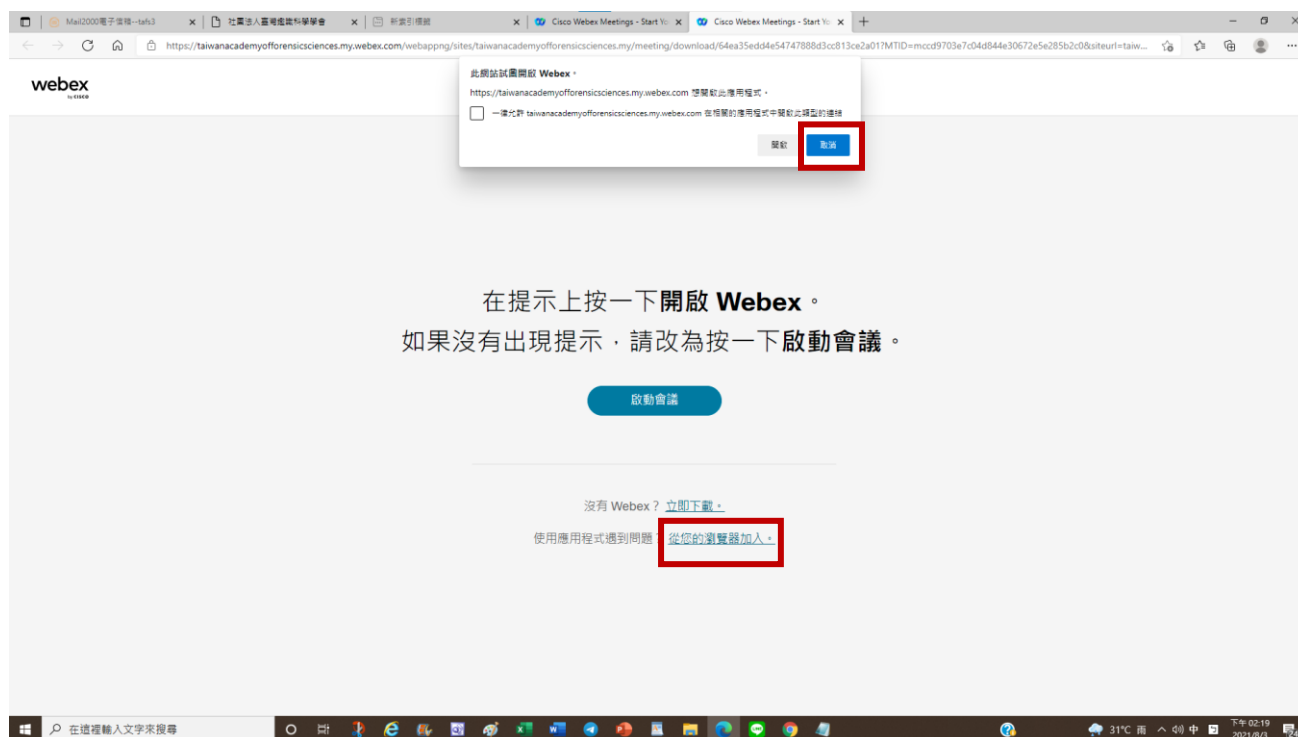 Mail2000電子信箱--tafs3
社團法人臺灣鑑識科學學會
新索引標籤
Cisco Webex Meetings - Start Yo
Cisco Webex Meetings - Start Yo
https://taiwanacademyofforensicsciences.my.webex.com/webappng/sites/taiwanacademyofforensicsciences.my/meeting/download/64ea35edd4e54747888d3cc813ce2a01?MTID=mccd9703e7c04d844e30672e5e285b2c0&siteurl=taiw...
webex
by CISCO
此網站試圖開啟 Webex。
https://taiwanacademyofforensicsciences.my.webex.com 想開啟此應用程式。
一律允許 taiwanacademyofforensicsciences.my.webex.com 在相關的應用程式中開啟此類型的連結
開啟
取消
在提示上按一下開啟 Webex。
如果沒有出現提示，請改為按一下啟動會議。
啟動會議
沒有 Webex？ 立即下載。
使用應用程式遇到問題？ 從您的瀏覽器加入。
在這裡輸入文字來搜尋
31°C 雨
中
下午 02:19
2021/8/3
24